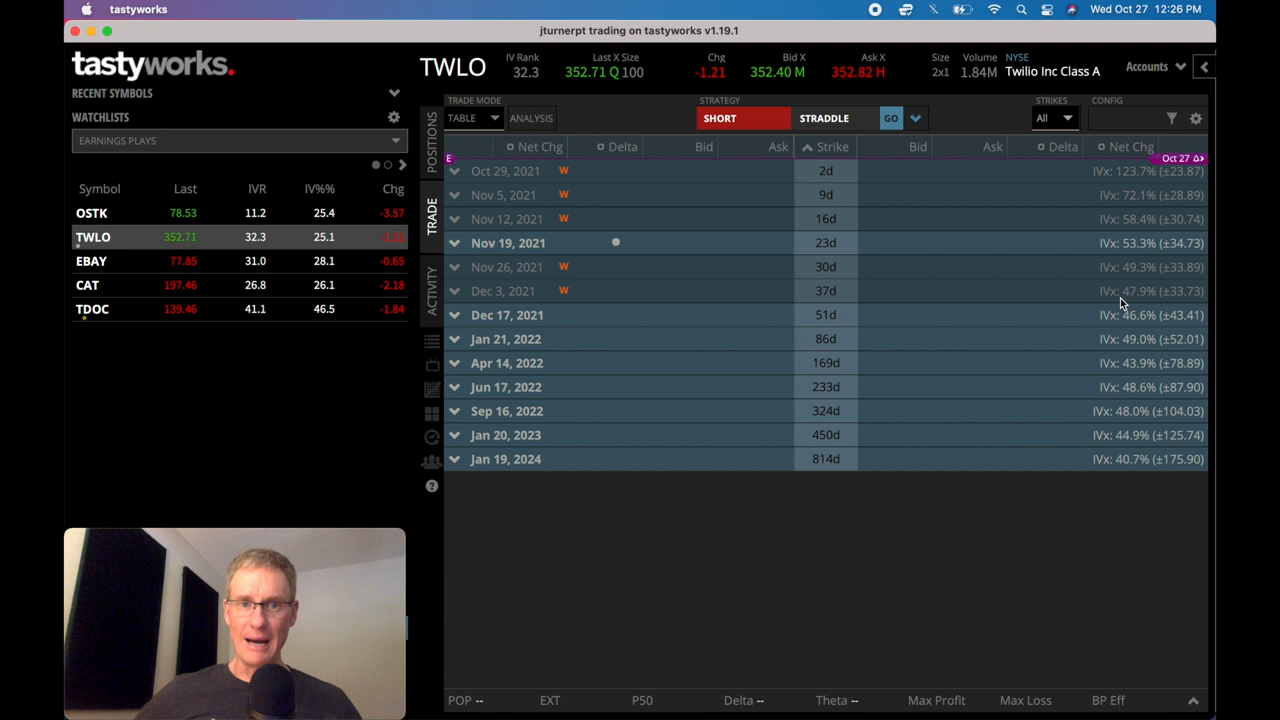 tastyworks
Wed Oct 27 12:26 PM
jturnerpt trading on tastyworks v1.19.1
tastyworks.
RECENT SYMBOLS
WATCHLISTS
EARNINGS PLAYS
Symbol Last IVR IV%% Chg
OSTK 78.53 11.2 25.4 -3.57
TWLO 352.71 32.3 25.1
EBAY 77.85 31.0 28.1 -0.65
CAT 197.46 26.8 26.1 -2.18
TDOC 139.46 41.1 46.5 -1.84
TWLO
IV Rank Last X Size Chg Bid X Ask X Size Volume NYSE
32.3 352.71 Q 100 -1.21 352.40 M 352.82 H 2x1 1.84M Twilio Inc Class A
Accounts
POSITIONS
TRADE
ACTIVITY
TRADE MODE STRATEGY STRIKES CONFIG
TABLE ANALYSIS SHORT STRADDLE GO All
Net Chg Delta Bid Ask Strike Bid Ask Delta Net Chg
E Oct 27
Oct 29, 2021 W 2d IVx: 123.7% (±23.87)
Nov 5, 2021 W 9d IVx: 72.1% (±28.89)
Nov 12, 2021 W 16d IVx: 58.4% (±30.74)
Nov 19, 2021 23d IVx: 53.3% (±34.73)
Nov 26, 2021 W 30d IVx: 49.3% (±33.89)
Dec 3, 2021 W 37d IVx: 47.9% (±33.73)
Dec 17, 2021 51d IVx: 46.6% (±43.41)
Jan 21, 2022 86d IVx: 49.0% (±52.01)
Apr 14, 2022 169d IVx: 43.9% (±78.89)
Jun 17, 2022 233d IVx: 48.6% (±87.90)
Sep 16, 2022 324d IVx: 48.0% (±104.03)
Jan 20, 2023 450d IVx: 44.9% (±125.74)
Jan 19, 2024 814d IVx: 40.7% (±175.90)
POP -- EXT P50 Delta -- Theta -- Max Profit Max Loss BP Eff